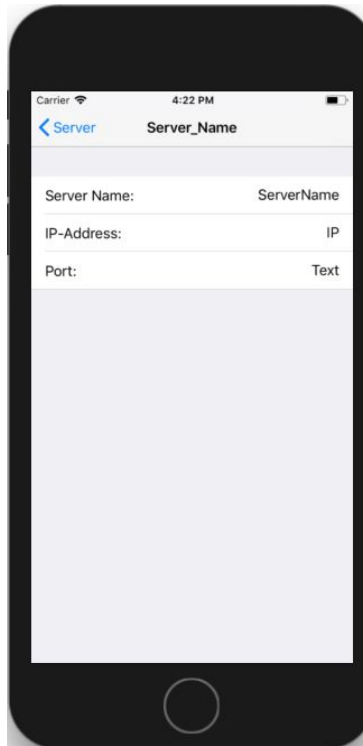 Carrier 4:22 PM
Server Server_Name
Server Name: ServerName
IP-Address: IP
Port: Text